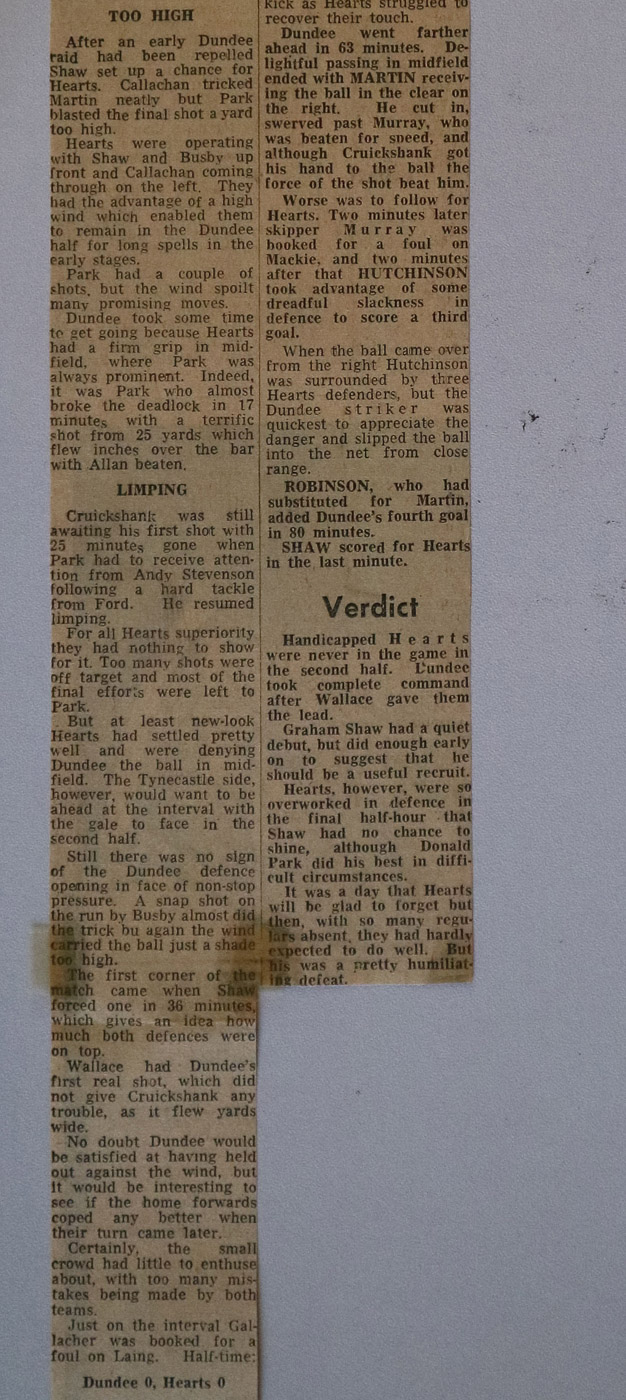 TOO HIGH
After an early Dundee
raid had been repelled
Shaw set up a chance for
Hearts. Callachan tricked
Martin neatly but Park
blasted the final shot a yard
too high.
Hearts were operating
with Shaw and Busby up
front and Callachan coming
through on the left. They
had the advantage of a high
wind which enabled them
to remain in the Dundee
half for long spells in the
early stages.
Park had a couple of
shots, but the wind spoilt
many promising moves.
Dundee took some time
to get going because Hearts
had a firm grip in mid-
field, where Park was
always prominent. Indeed,
it was Park who almost
broke the deadlock in 17
minutes with a terrific
shot from 25 yards which
flew inches over the bar
with Allan beaten.
LIMPING
Cruickshank was still
awaiting his first shot with
25 minutes gone when
Park had to receive atten-
tion from Andy Stevenson
following a hard tackle
from Ford. He resumed
limping.
For all Hearts superiority
they had nothing to show
for it. Too many shots were
off target and most of the
final efforts were left to
Park.
But at least new-look
Hearts had settled pretty
well and were denying
Dundee the ball in mid-
field. The Tynecastle side,
however, would want to be
ahead at the interval with
the gale to face in the
second half.
Still there was no sign
of the Dundee defence
opening in face of non-stop
pressure. A snap shot on
the run by Busby almost did
the trick bu again the wind
carried the ball just a shade
too high.
The first corner of the
match came when Shaw
forced one in 36 minutes,
which gives an idea how
much both defences were
on top.
Wallace had Dundee's
first real shot, which did
not give Cruickshank any
trouble, as it flew yards
wide.
No doubt Dundee would
be satisfied at having held
out against the wind, but
it would be interesting to
see if the home forwards
coped any better when
their turn came later.
Certainly, the small
crowd had little to enthuse
about, with too many mis-
takes being made by both
teams.
Just on the interval Gal-
lacher was booked for a
foul on Laing. Half-time:
Dundee 0, Hearts 0
kick as Hearts struggled to
recover their touch.
Dundee went farther
ahead in 63 minutes. De-
lightful passing in midfield
ended with MARTIN receiv-
ing the ball in the clear on
the right. He cut in,
swerved past Murray, who
was beaten for speed, and
although Cruickshank got
his hand to the ball the
force of the shot beat him.
Worse was to follow for
Hearts. Two minutes later
skipper Murray was
booked for a foul on
Mackie, and two minutes
after that HUTCHINSON
took advantage of some
dreadful slackness in
defence to score a third
goal.
When the ball came over
from the right Hutchinson
was surrounded by three
Hearts defenders, but the
Dundee striker was
quickest to appreciate the
danger and slipped the ball
into the net from close
range.
ROBINSON, who had
substituted for Martin,
added Dundee's fourth goal
in 80 minutes.
SHAW scored for Hearts
in the last minute.
Verdict
Handicapped Hearts
were never in the game in
the second half. Dundee
took complete command
after Wallace gave them
the lead.
Graham Shaw had a quiet
debut, but did enough early
on to suggest that he
should be a useful recruit.
Hearts, however, were so
overworked in defence in
the final half-hour that
Shaw had no chance to
shine, although Donald
Park did his best in diffi-
cult circumstances.
It was a day that Hearts
will be glad to forget but
then, with so many regu-
lars absent, they had hardly
expected to do well. But
his was a pretty humiliat-
ing defeat.